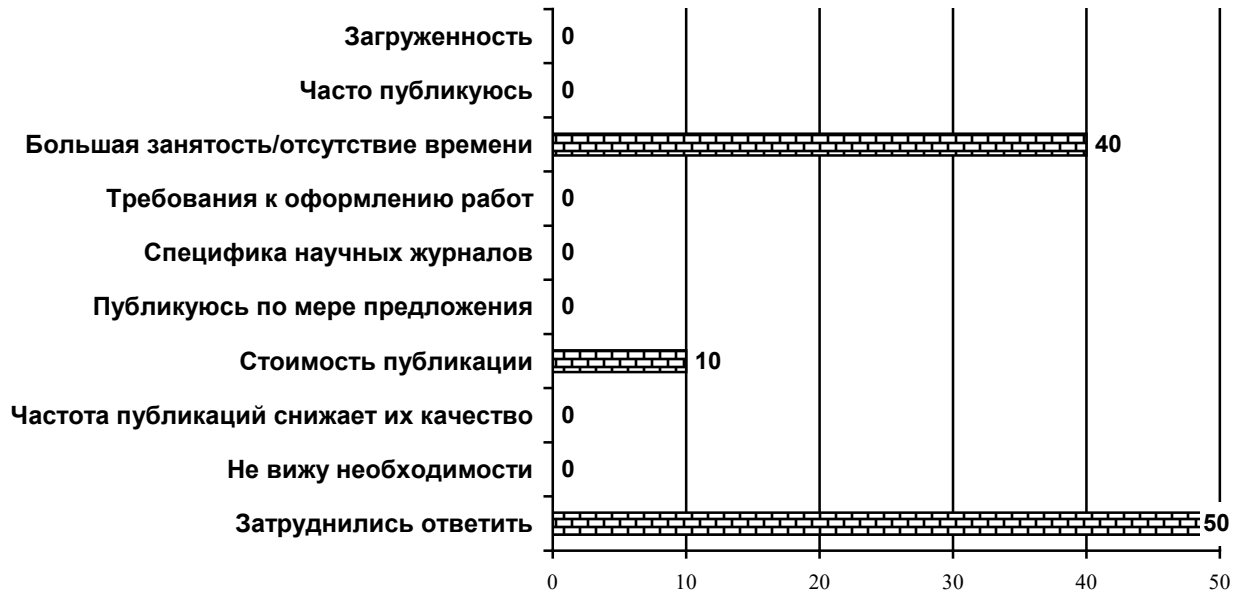 Загруженность 0
Часто публикуюсь 0
Большая занятость/отсутствие времени 40
Требования к оформлению работ 0
Специфика научных журналов 0
Публикуюсь по мере предложения 0
Стоимость публикации 10
Частота публикаций снижает их качество 0
Не вижу необходимости 0
Затруднились ответить 50
0 10 20 30 40 50